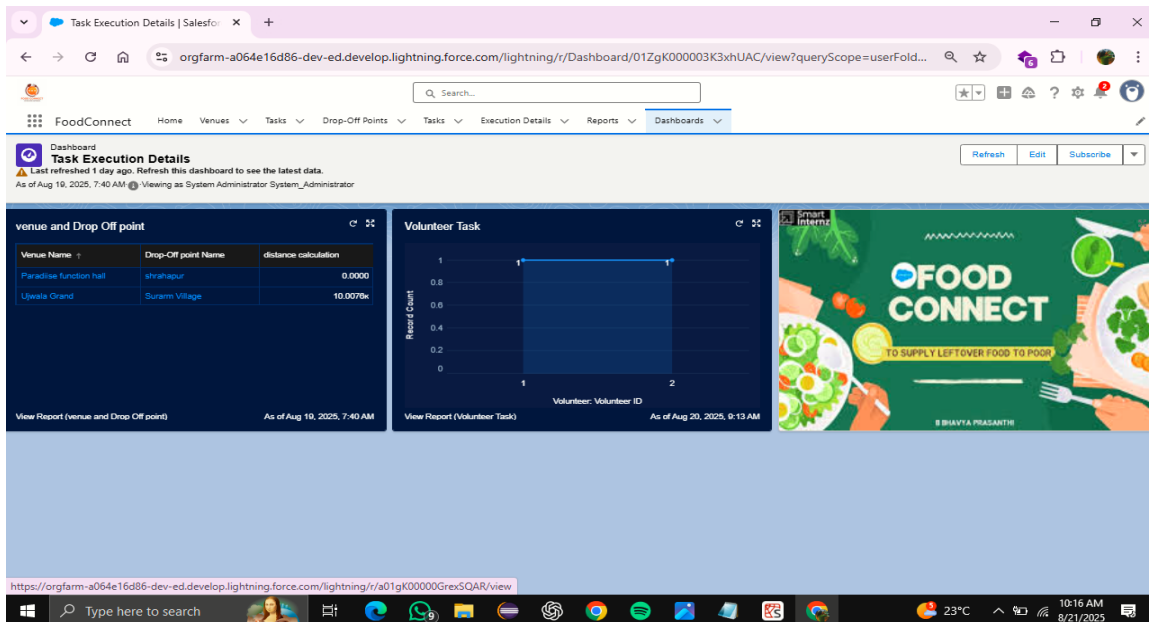 Task Execution Details | Salesfor
orgfarm-a064e16d86-dev-ed.develop.lightning.force.com/lightning/r/Dashboard/01ZgK000003K3xhUAC/view?queryScope=userFold...
6
Search...
2
FoodConnect Home Venues Tasks Drop-Off Points Tasks Execution Details Reports Dashboards
Dashboard
Task Execution Details
Last refreshed 1 day ago. Refresh this dashboard to see the latest data.
As of Aug 19, 2025, 7:40 AM Viewing as System Administrator System_Administrator
Refresh Edit Subscribe
venue and Drop Off point
Venue Name Drop-Off point Name distance calculation
Paradise function hall shrahapur 0.0000
Ujwala Grand Surarm Village 10.0076K
View Report (venue and Drop Off point) As of Aug 19, 2025, 7:40 AM
Volunteer Task
Record Count
1
0.8
0.6
0.4
0.2
0
1 1
1 2
Volunteer: Volunteer ID
View Report (Volunteer Task) As of Aug 20, 2025, 9:13 AM
Smart
Internz
FOOD
CONNECT
TO SUPPLY LEFTOVER FOOD TO POOR
B BHAVYA PRASANTHI
https://orgfarm-a064e16d86-dev-ed.develop.lightning.force.com/lightning/r/a01gK00000GrexSQAR/view
Type here to search
9
23°C
10:16 AM
8/21/2025